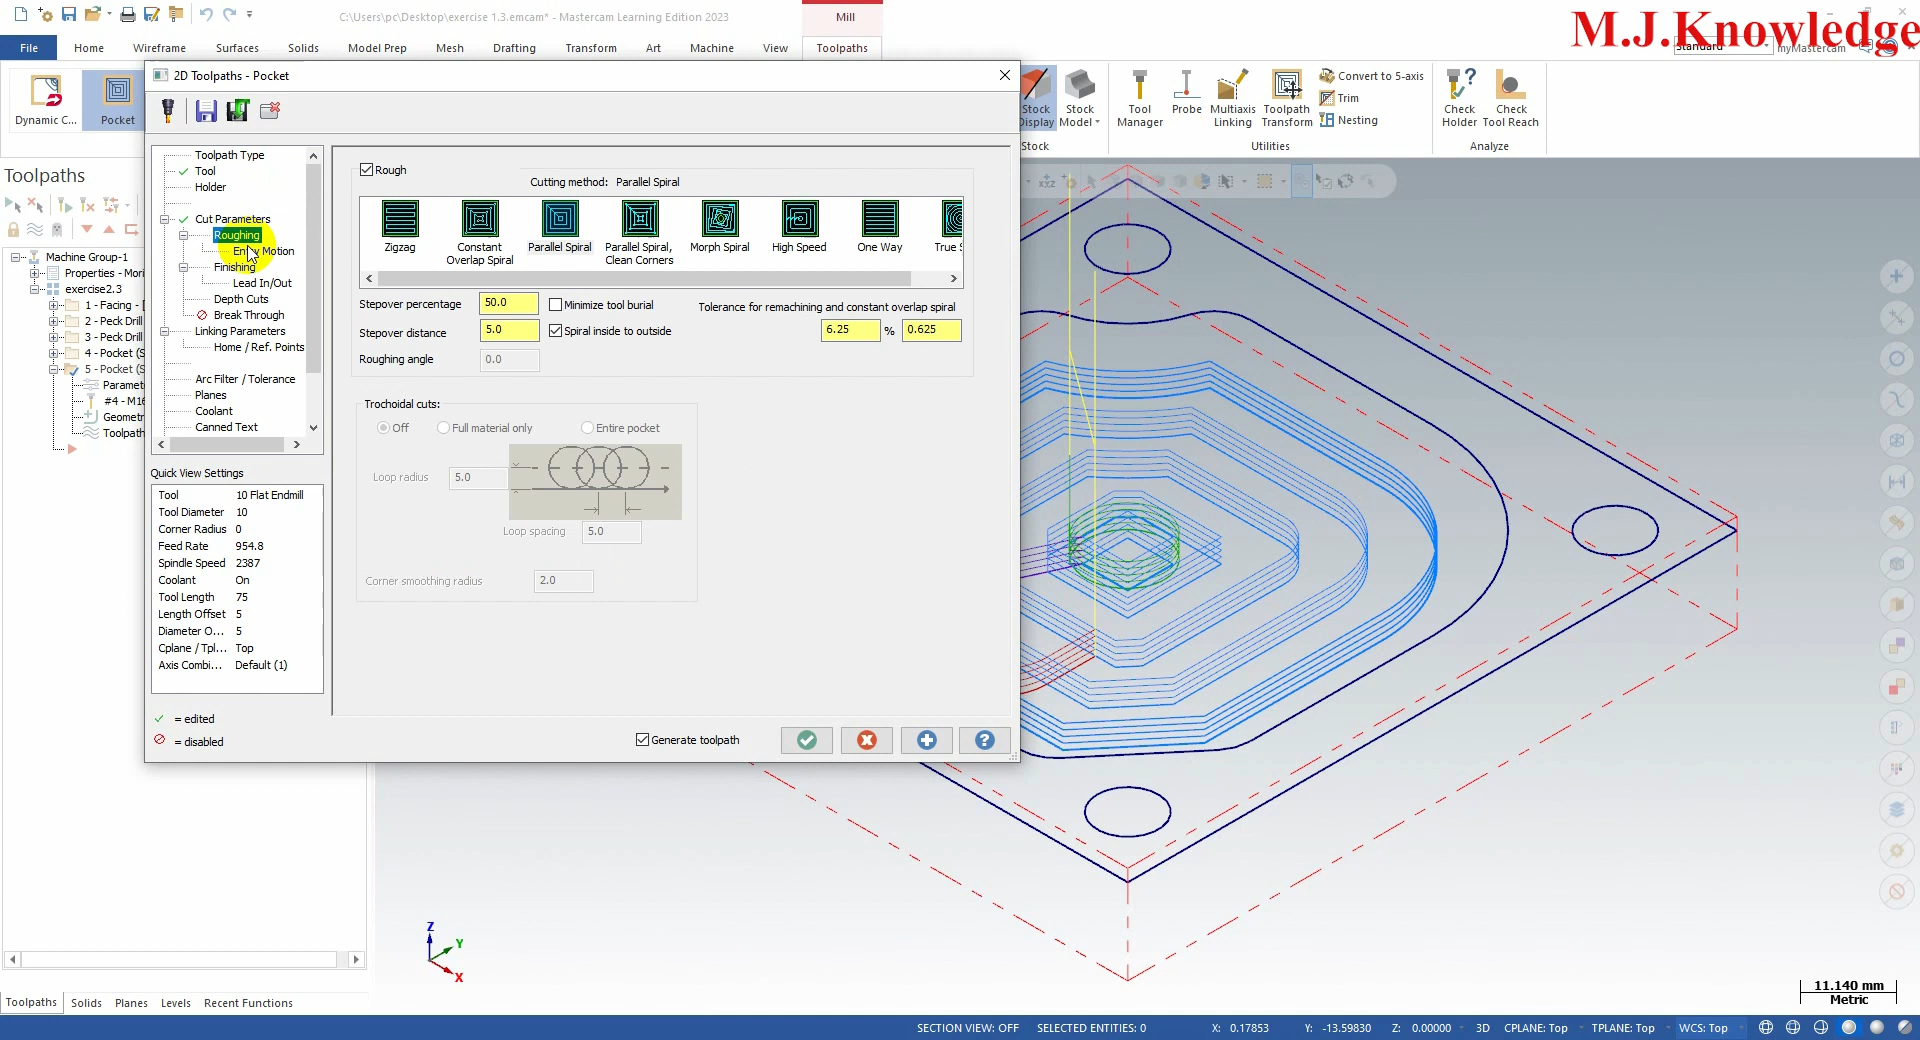 C:\Users\pc\Desktop\exercise 1.3.emcam* - Mastercam Learning Edition 2023
Mill
M.J.Knowledge
File Home Wireframe Surfaces Solids Model Prep Mesh Drafting Transform Art Machine View Toolpaths
Standard
myMastercam
Dynamic C...
Pocket
2D Toolpaths - Pocket
Stock Display
Stock Model
Stock
Tool Manager
Probe
Multiaxis Linking
Toolpath Transform
Convert to 5-axis
Trim
Nesting
Utilities
Check Holder
Check Tool Reach
Analyze
Toolpaths
Machine Group-1
Properties - Mori
exercise2.3
1 - Facing - [
2 - Peck Drill
3 - Peck Drill
4 - Pocket (S
5 - Pocket (S
Paramet
#4 - M16
Geomet
Toolpath
Toolpath Type
Tool
Holder
Cut Parameters
Roughing
Entry Motion
Finishing
Lead In/Out
Depth Cuts
Break Through
Linking Parameters
Home / Ref. Points
Arc Filter / Tolerance
Planes
Coolant
Canned Text
Quick View Settings
Tool 10 Flat Endmill
Tool Diameter 10
Corner Radius 0
Feed Rate 954.8
Spindle Speed 2387
Coolant On
Tool Length 75
Length Offset 5
Diameter O... 5
Cplane / Tpl... Top
Axis Combi... Default (1)
= edited
= disabled
Rough
Cutting method: Parallel Spiral
Zigzag
Constant Overlap Spiral
Parallel Spiral
Parallel Spiral, Clean Corners
Morph Spiral
High Speed
One Way
True S
Stepover percentage 50.0
Minimize tool burial
Tolerance for remachining and constant overlap spiral
Stepover distance 5.0
Spiral inside to outside
6.25 % 0.625
Roughing angle 0.0
Trochoidal cuts:
Off Full material only Entire pocket
Loop radius 5.0
Loop spacing 5.0
Corner smoothing radius 2.0
Generate toolpath
Z
Y
X
11.140 mm
Metric
Toolpaths Solids Planes Levels Recent Functions
SECTION VIEW: OFF SELECTED ENTITIES: 0 X: 0.17853 Y: -13.59830 Z: 0.00000 3D CPLANE: Top TPLANE: Top WCS: Top